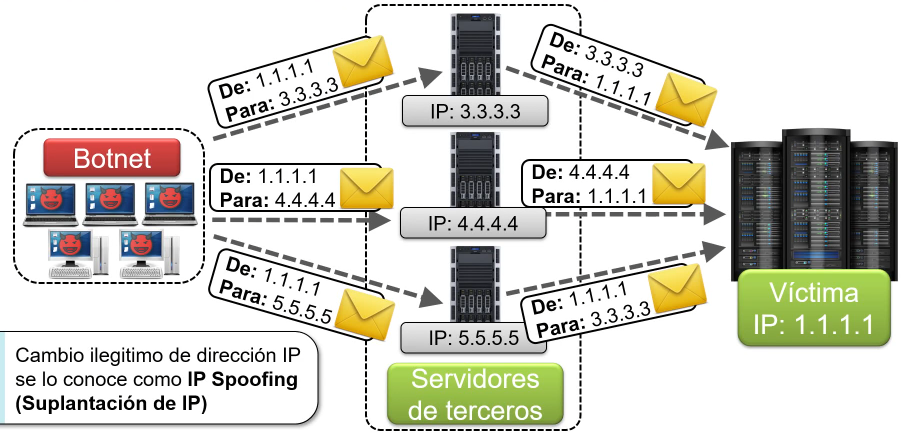 De: 1.1.1.1
Para: 3.3.3.3
IP: 3.3.3.3
De: 3.3.3.3
Para: 1.1.1.1
Botnet
De: 1.1.1.1
Para: 4.4.4.4
IP: 4.4.4.4
De: 4.4.4.4
Para: 1.1.1.1
De: 1.1.1.1
Para: 5.5.5.5
IP: 5.5.5.5
De: 1.1.1.1
Para: 3.3.3.3
Víctima
IP: 1.1.1.1
Servidores
de terceros
Cambio ilegitimo de dirección IP
se lo conoce como IP Spoofing
(Suplantación de IP)